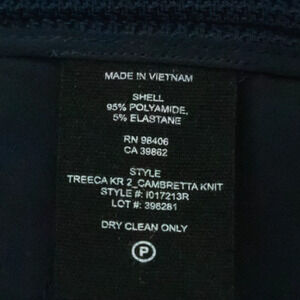 MADE IN VIETNAM
SHELL
95% POLYAMIDE,
5% ELASTANE
RN 98406
CA 39862
STYLE
TREECA KR 2_CAMBRETTA KNIT
STYLE #: I017213R
LOT #: 396281
DRY CLEAN ONLY
P